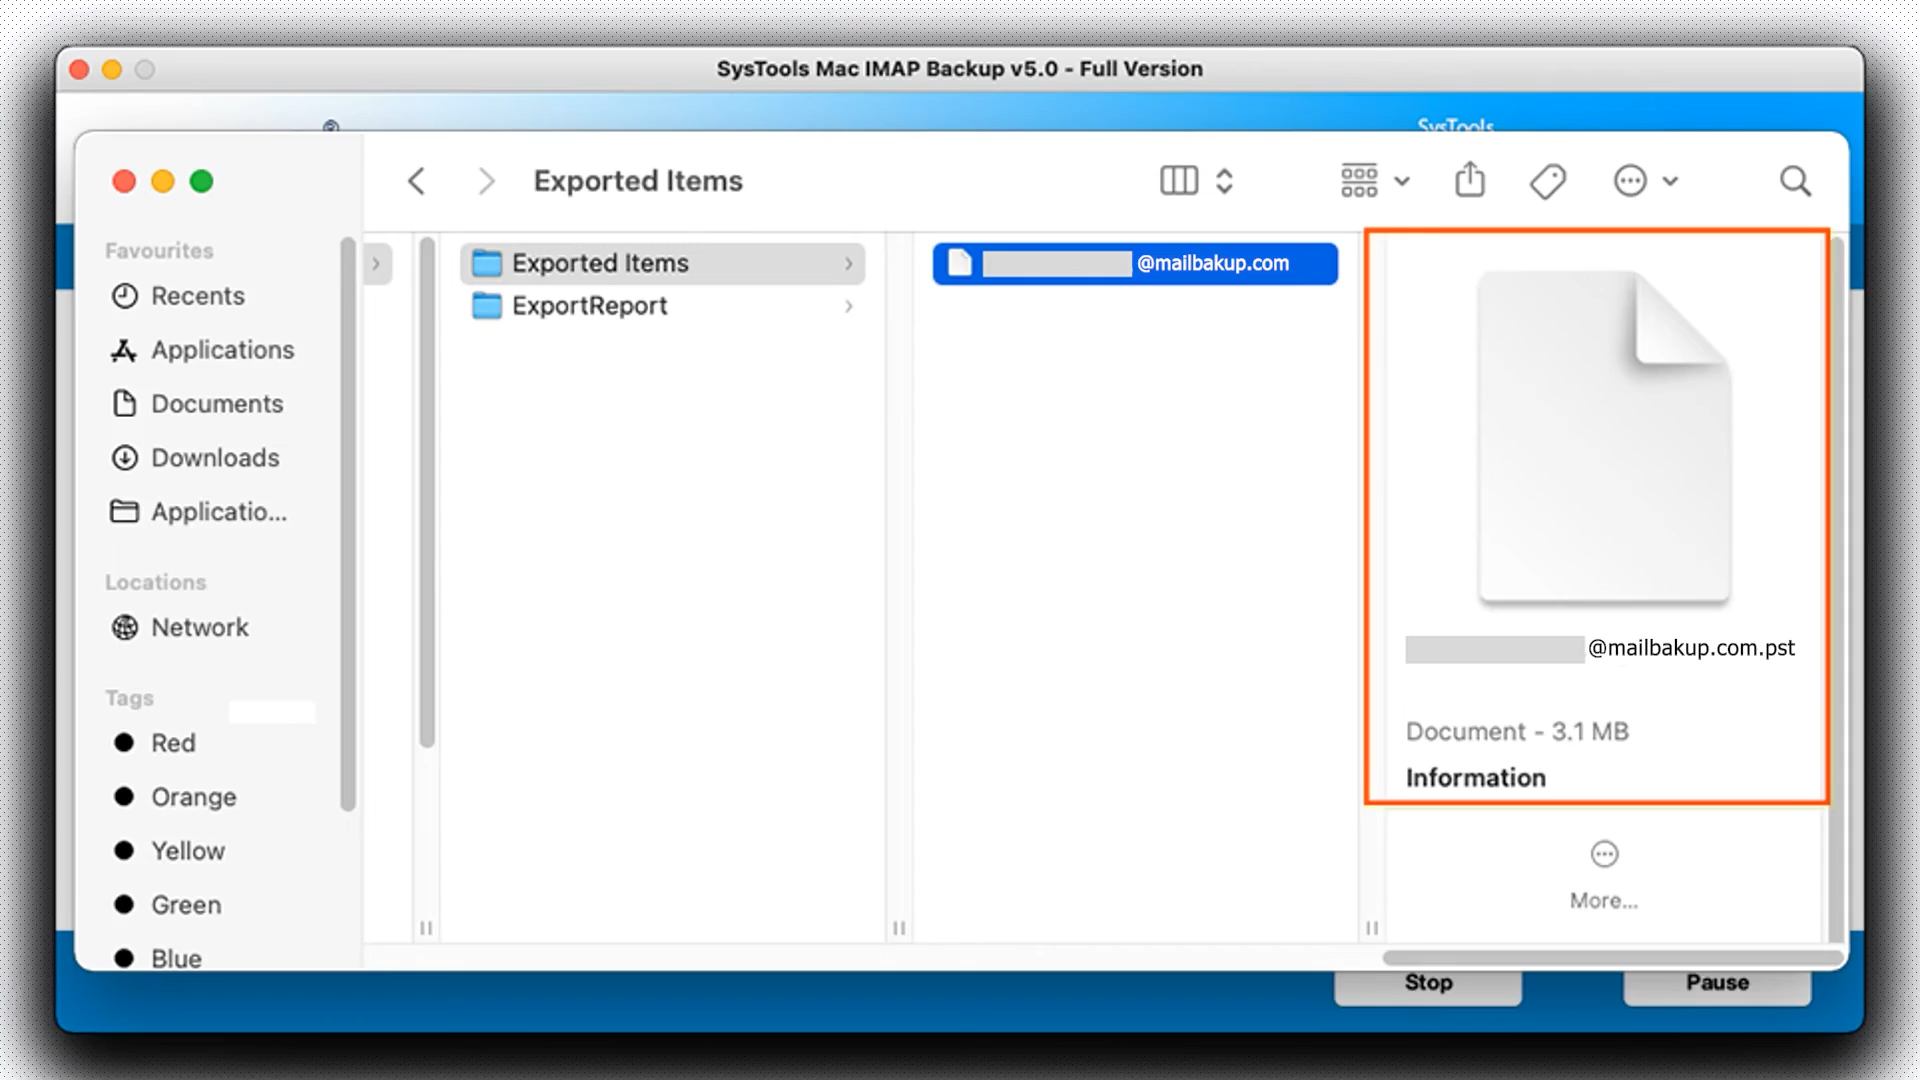 SysTools Mac IMAP Backup v5.0 - Full Version
SysTools
Exported Items
Favourites
Recents
Applications
Documents
Downloads
Applicatio...
Locations
Network
Tags
Red
Orange
Yellow
Green
Blue
Exported Items
ExportReport
@mailbakup.com
@mailbakup.com.pst
Document - 3.1 MB
Information
More...
Stop
Pause